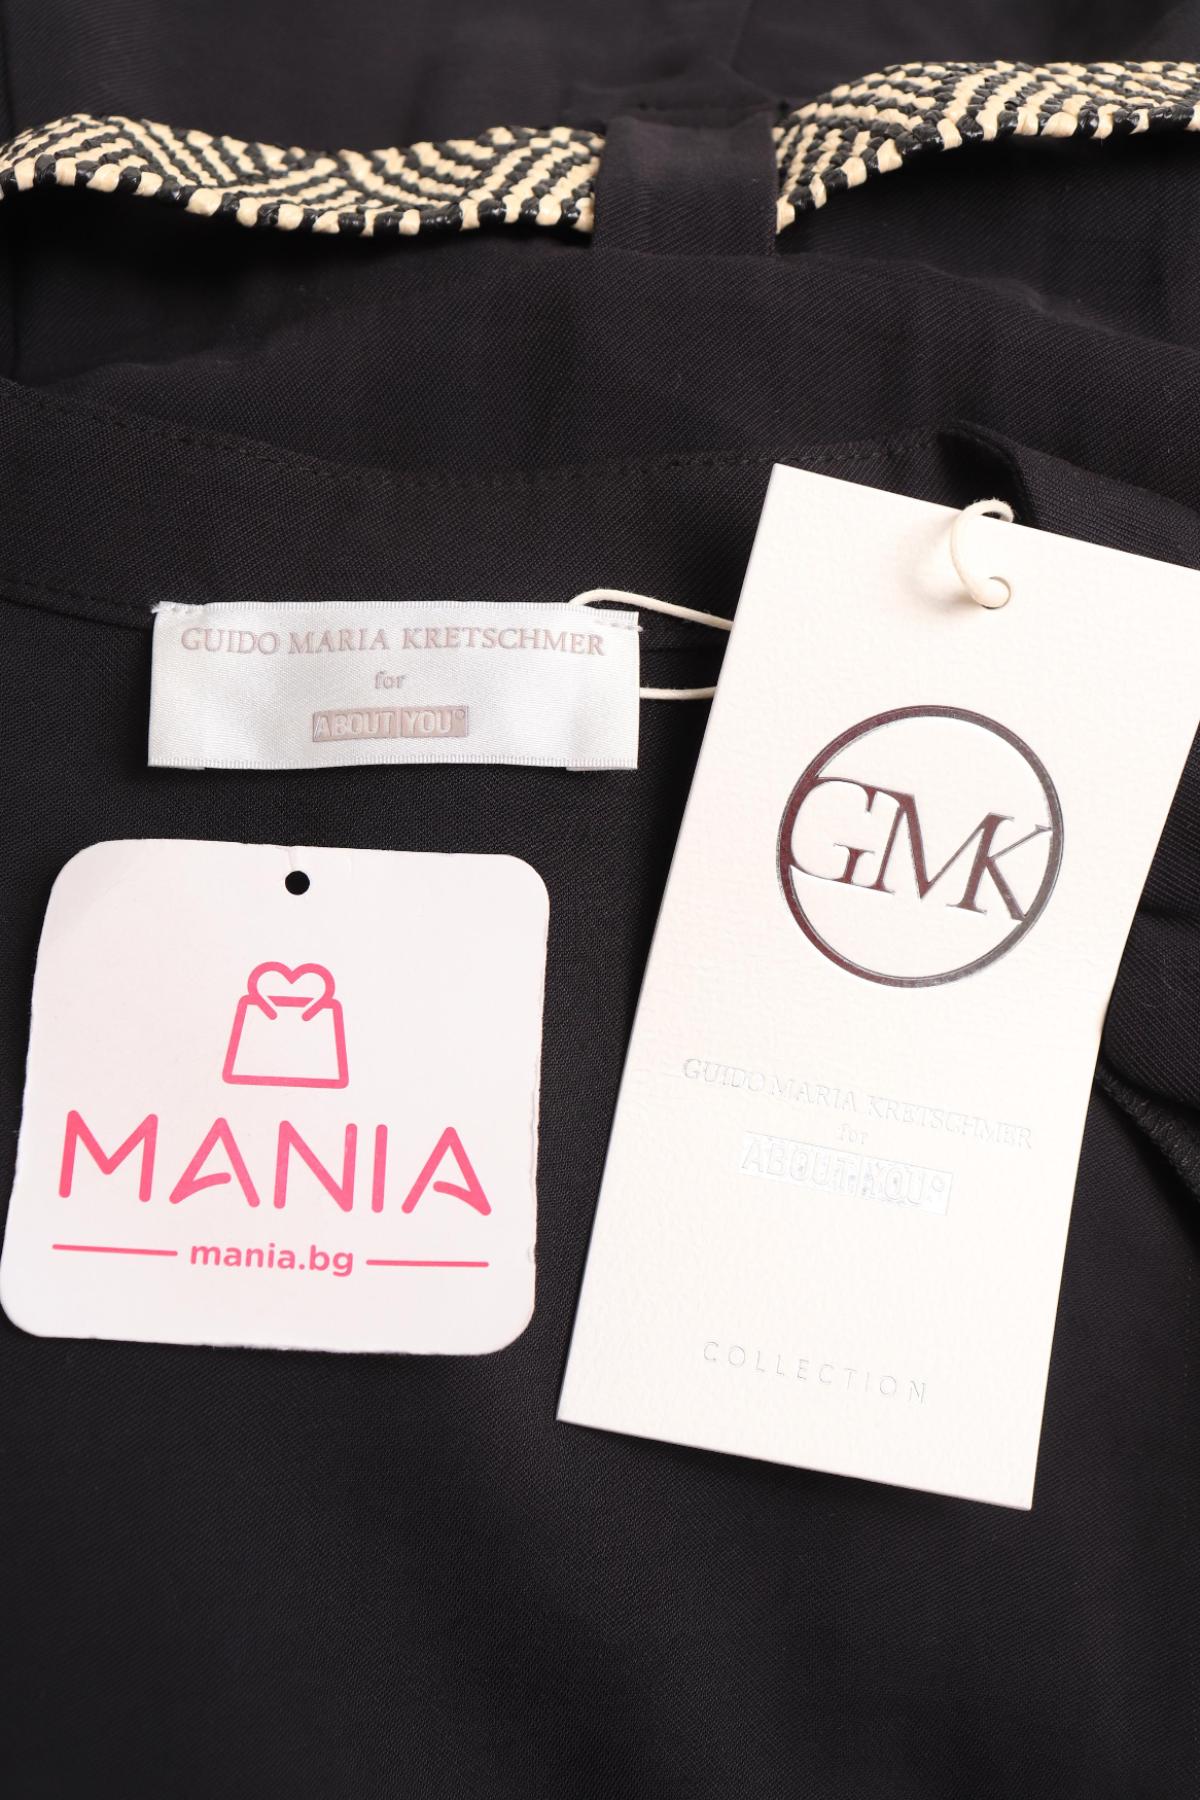 GUIDO MARIA KRETSCHMER
for
ABOUT YOU°
GMK
GUIDO MARIA KRETSCHMER
for
ABOUT YOU°
COLLECTION
MANIA
mania.bg